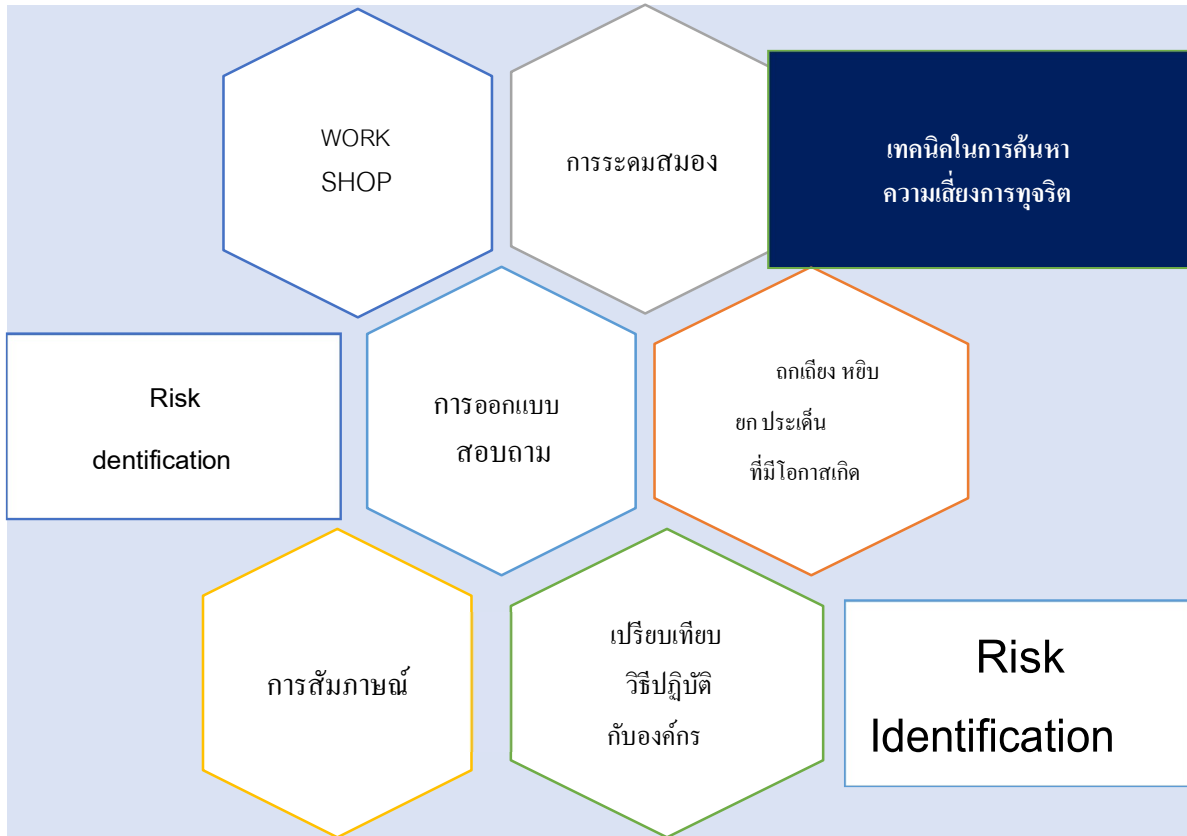 WORK
SHOP
การระดมสมอง
เทคนิคในการค้นหา
ความเสี่ยงการทุจริต
Risk
dentification
การออกแบบ
สอบถาม
ถกเถียง หยิบ
ยก ประเด็น
ที่มีโอกาสเกิด
การสัมภาษณ์
เปรียบเทียบ
วิธีปฏิบัติ
กับองค์กร
Risk
Identification